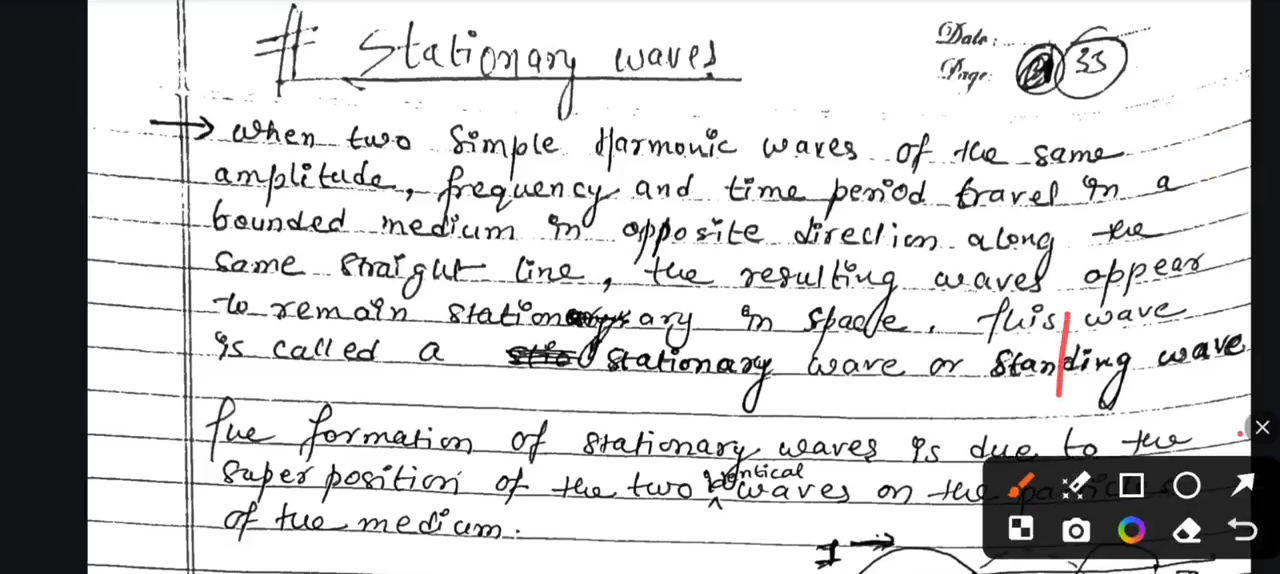 # Stationary waves
Date:
Page: 33
→ When two Simple Harmonic waves of the same
amplitude, frequency and time period travel in a
bounded medium in opposite direction along the
same straight line, the resulting waves appear
to remain stationary in space. This wave
is called a stationary wave or standing wave
The formation of stationary waves is due to the
super position of the two identical waves on the
of the medium.